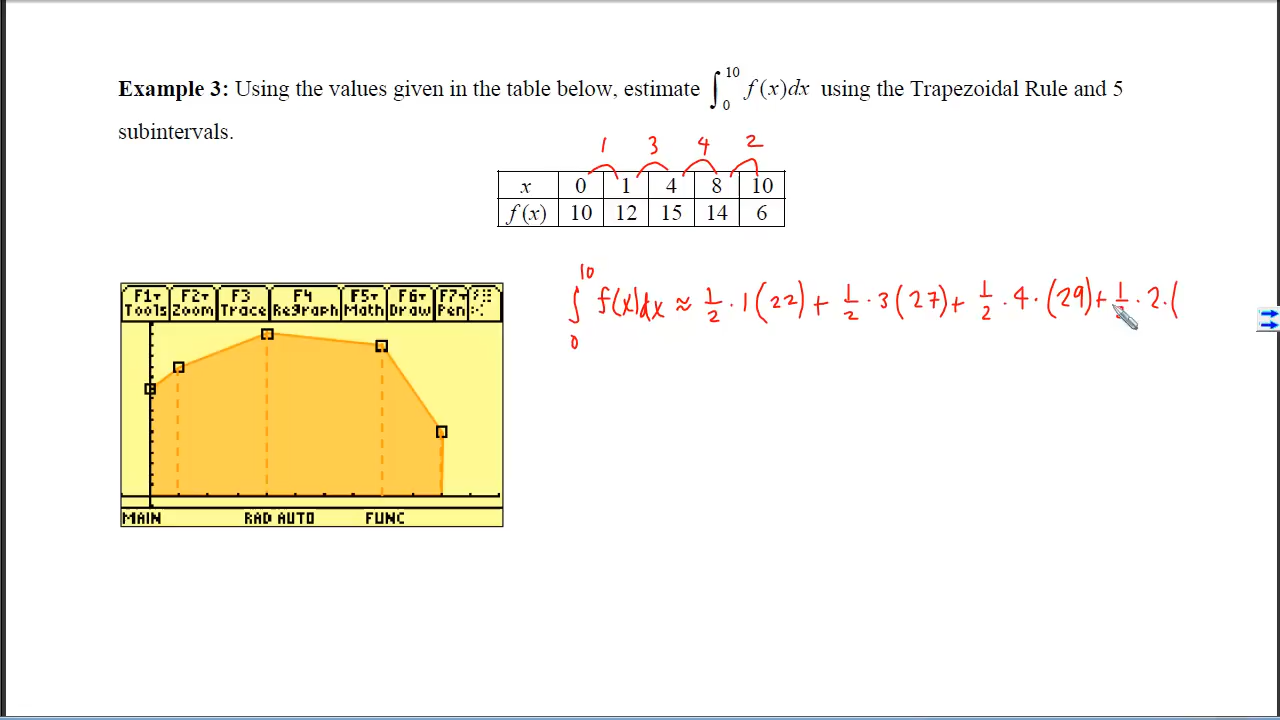 Example 3: Using the values given in the table below, estimate ∫₀¹⁰ f(x)dx using the Trapezoidal Rule and 5
subintervals.
1 3 4 2
x 0 1 4 8 10
f(x) 10 12 15 14 6
∫₀¹⁰ f(x)dx ≈ 1/2 · 1(22) + 1/2 · 3(27) + 1/2 · 4 · (29) + 1/2 · 2 · (
F1 F2 F3 F4 F5 F6 F7
Tools Zoom Trace ReGraph Math Draw Pen
MAIN RAD AUTO FUNC